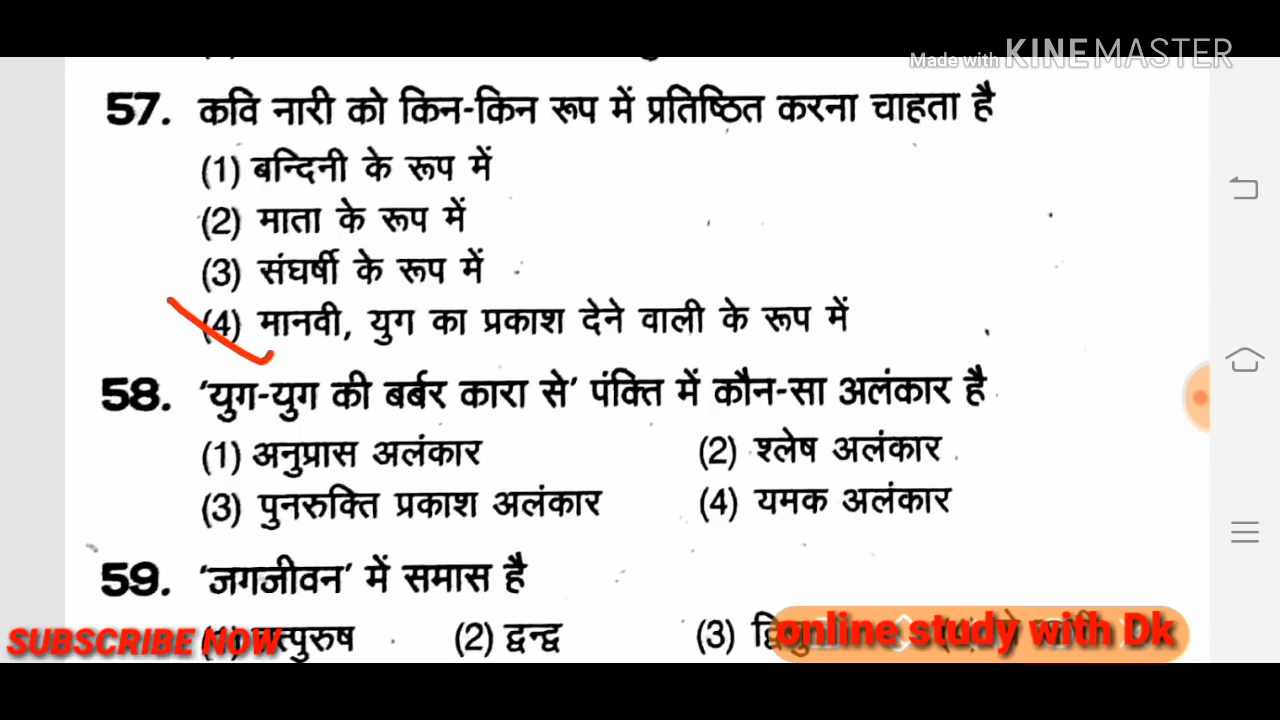 Made with KINEMASTER
57. कवि नारी को किन-किन रूप में प्रतिष्ठित करना चाहता है
(1) बन्दिनी के रूप में
(2) माता के रूप में
(3) संघर्षी के रूप में
(4) मानवी, युग का प्रकाश देने वाली के रूप में
58. 'युग-युग की बर्बर कारा से' पंक्ति में कौन-सा अलंकार है
(1) अनुप्रास अलंकार (2) श्लेष अलंकार
(3) पुनरुक्ति प्रकाश अलंकार (4) यमक अलंकार
59. 'जगजीवन' में समास है
(2) द्वन्द्व (3)
SUBSCRIBE NOW
online study with Dk